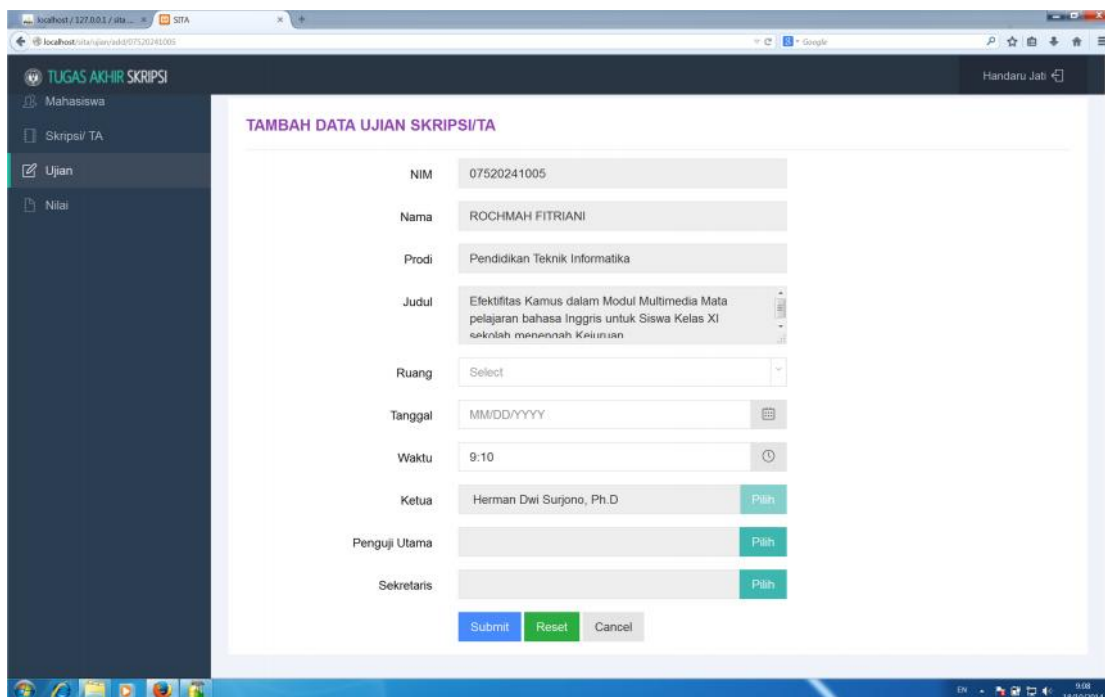 localhost / 127.0.0.1 / sita ...
SITA
localhost/sita/ujian/add/07520241005
Google
TUGAS AKHIR SKRIPSI
Handaru Jati
Mahasiswa
Skripsi/ TA
Ujian
Nilai
TAMBAH DATA UJIAN SKRIPSI/TA
NIM 07520241005
Nama ROCHMAH FITRIANI
Prodi Pendidikan Teknik Informatika
Judul Efektifitas Kamus dalam Modul Multimedia Mata
pelajaran bahasa Inggris untuk Siswa Kelas XI
sekolah menengah Kejuruan
Ruang Select
Tanggal MM/DD/YYYY
Waktu 9:10
Ketua Herman Dwi Surjono, Ph.D Pilih
Penguji Utama Pilih
Sekretaris Pilih
Submit Reset Cancel
EN 9:08